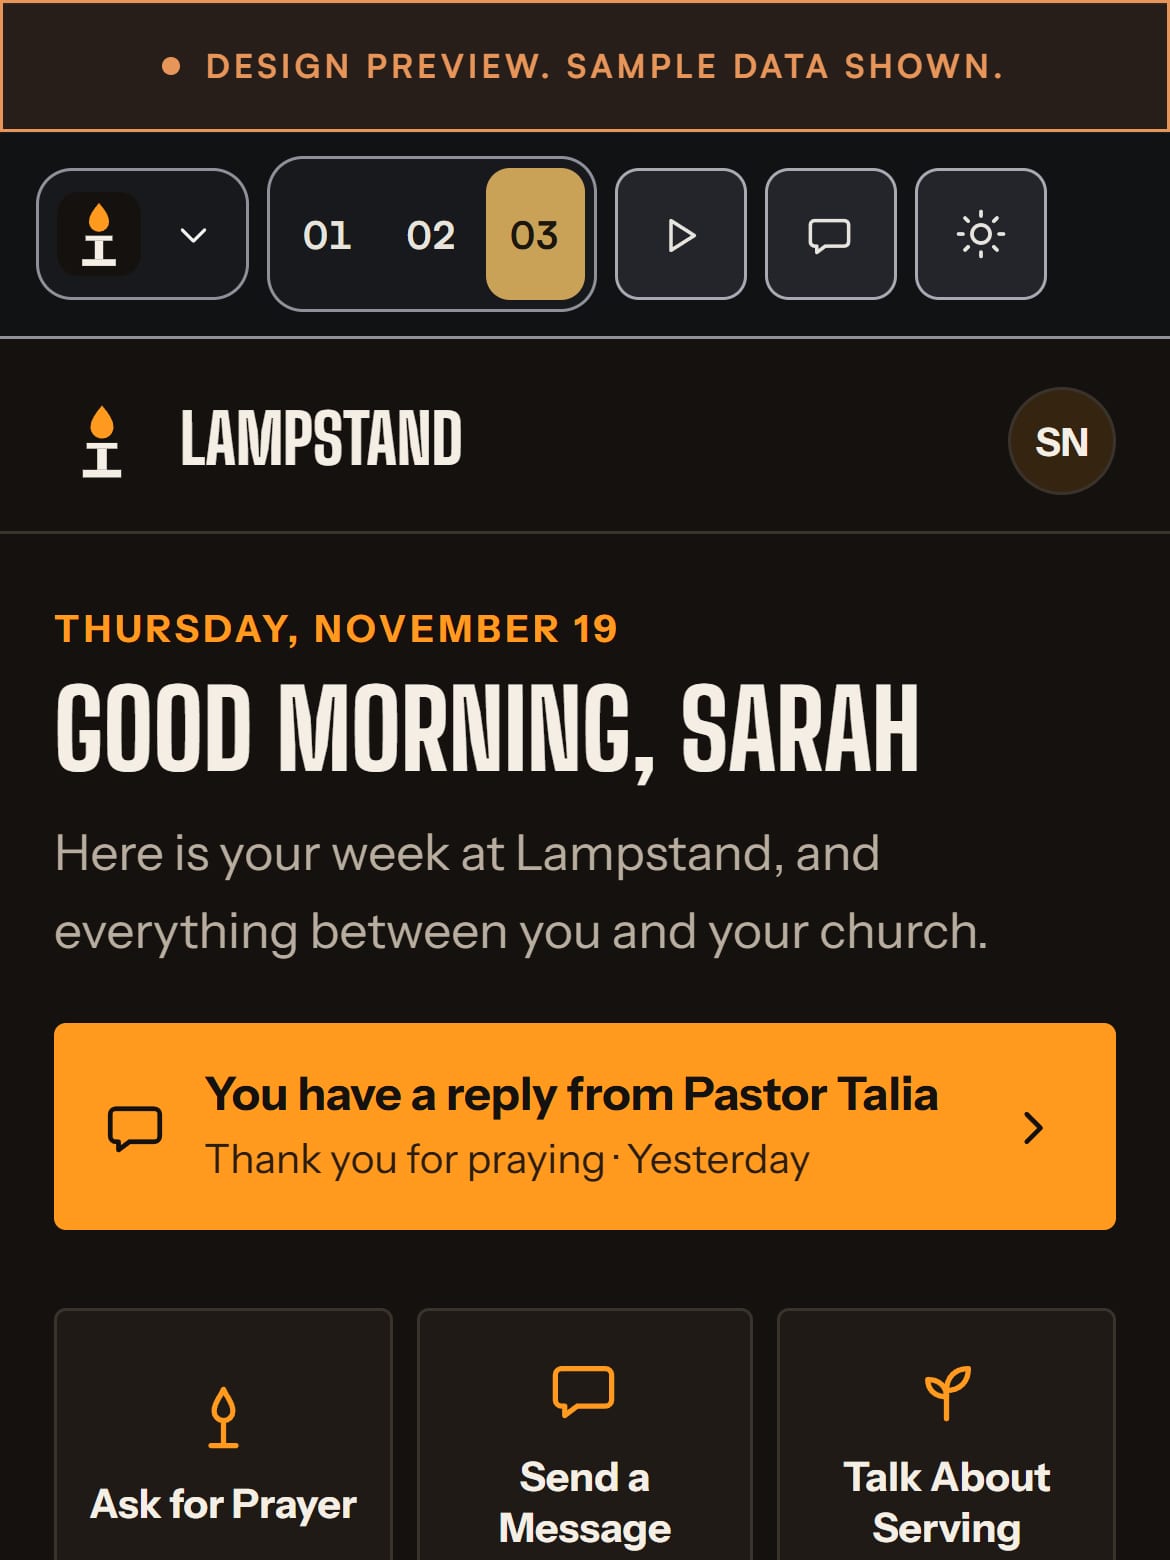 DESIGN PREVIEW. SAMPLE DATA SHOWN.
01 02 03
LAMPSTAND
SN
THURSDAY, NOVEMBER 19
GOOD MORNING, SARAH
Here is your week at Lampstand, and
everything between you and your church.
You have a reply from Pastor Talia
Thank you for praying · Yesterday
Ask for Prayer
Send a
Message
Talk About
Serving